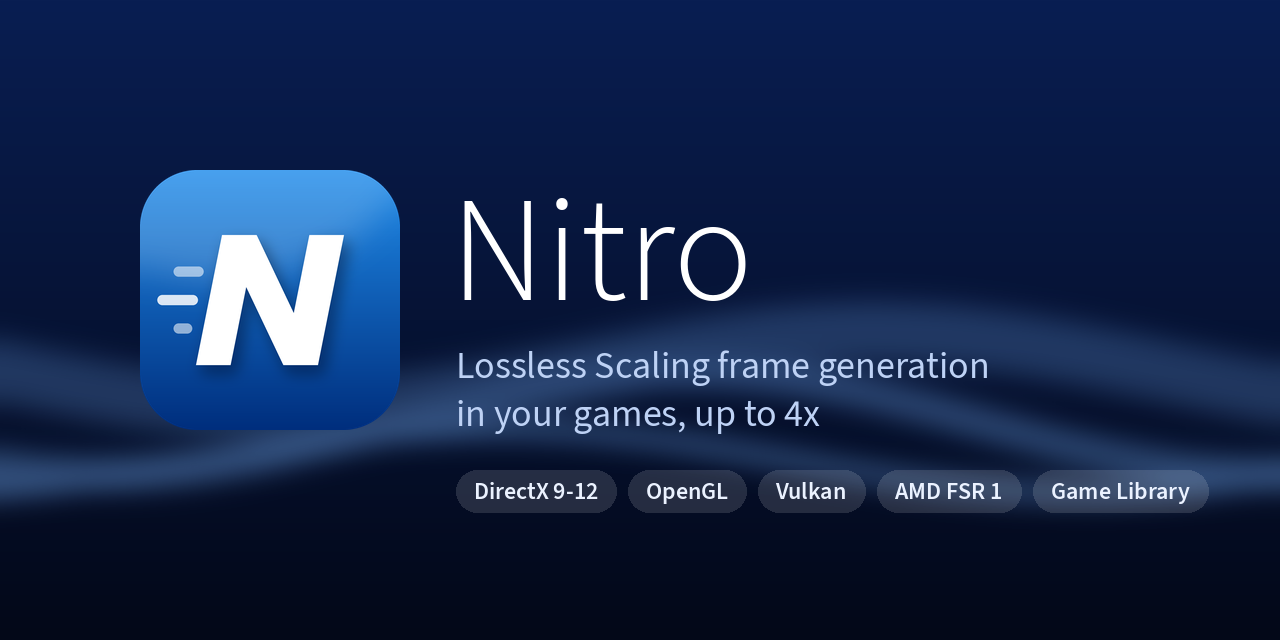 N
Nitro
Lossless Scaling frame generation
in your games, up to 4x
DirectX 9-12 OpenGL Vulkan AMD FSR 1 Game Library